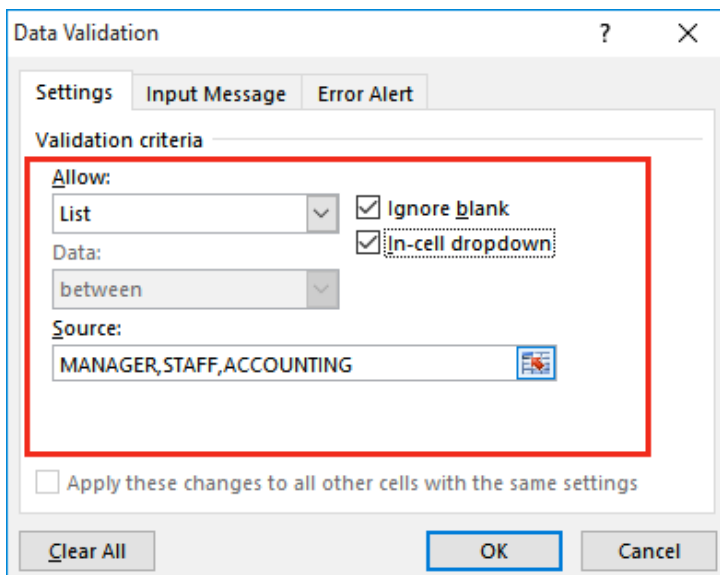 Data Validation ?
Settings Input Message Error Alert
Validation criteria
Allow:
List
Ignore blank
In-cell dropdown
Data:
between
Source:
MANAGER,STAFF,ACCOUNTING
Apply these changes to all other cells with the same settings
Clear All OK Cancel